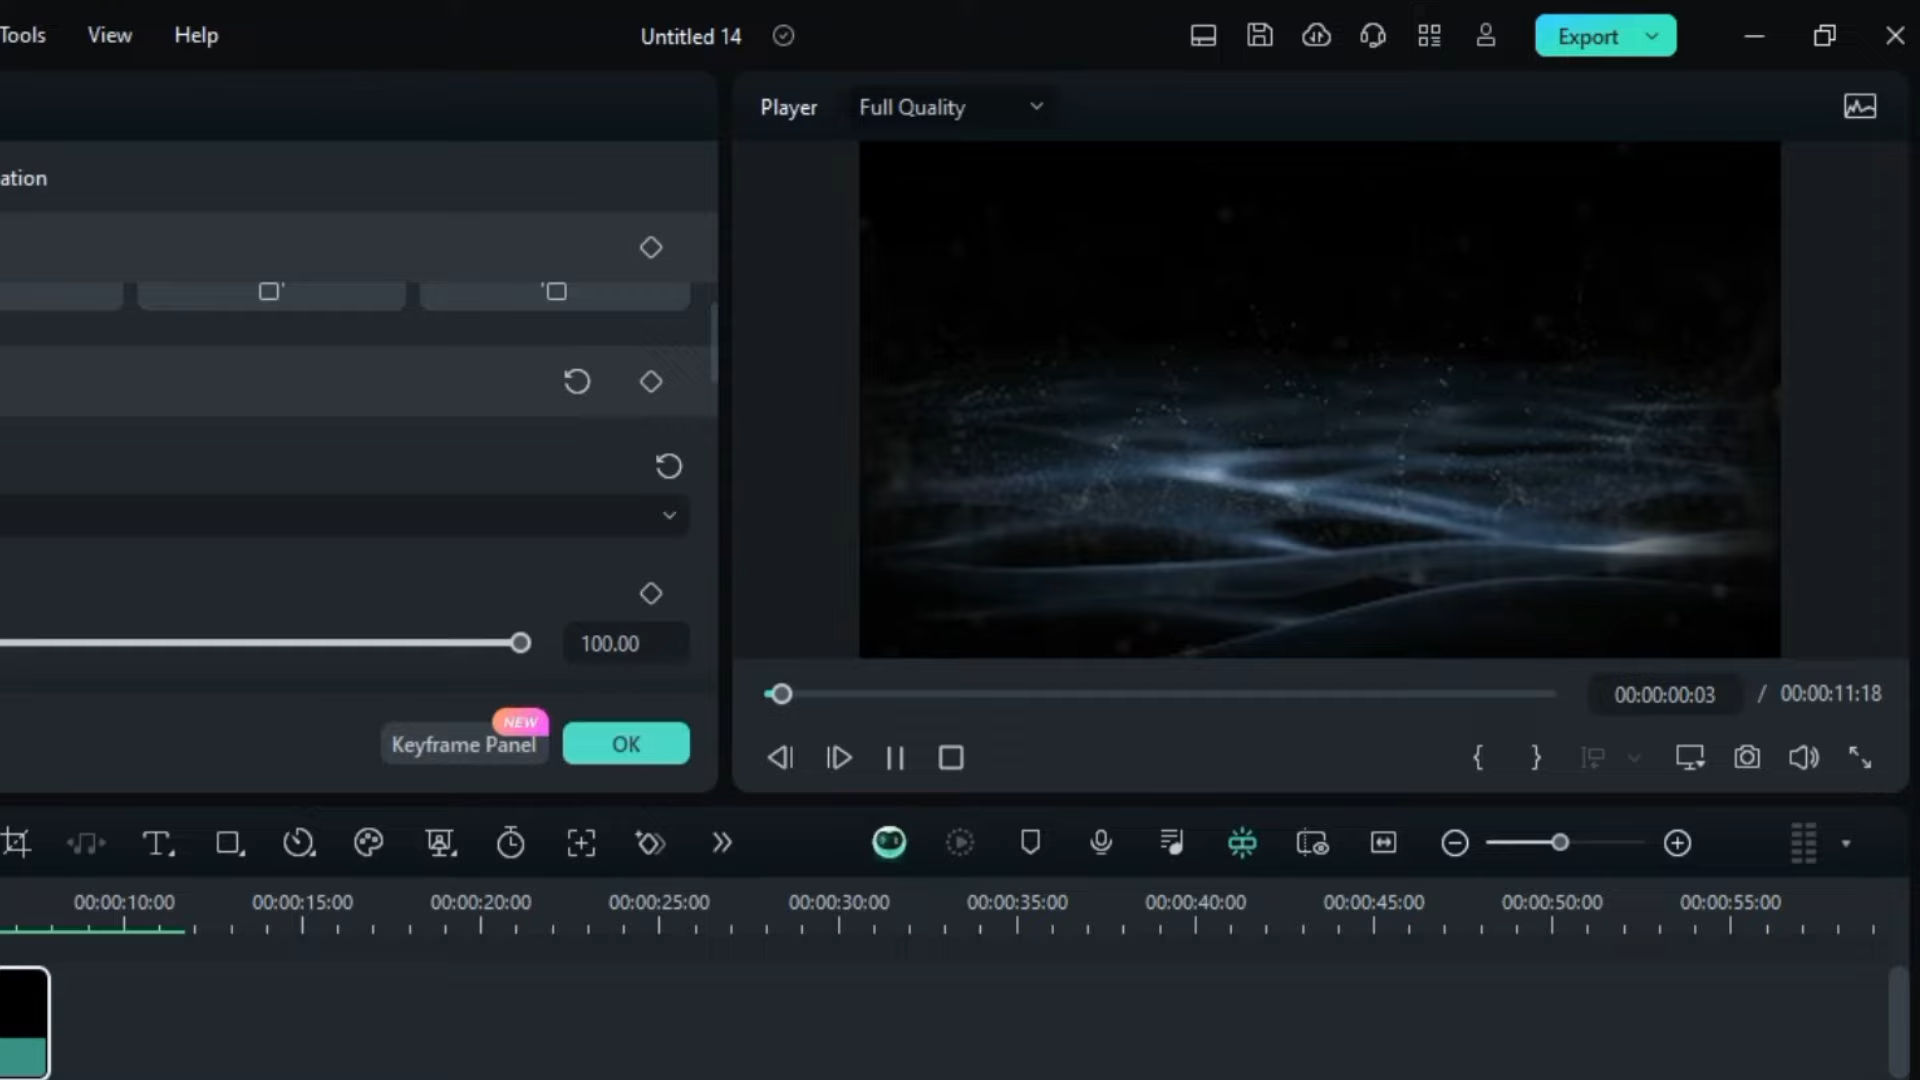 Tools View Help
Untitled 14
Export
Player Full Quality
ation
100.00
NEW
Keyframe Panel
OK
00:00:00:03 / 00:00:11:18
00:00:10:00 00:00:15:00 00:00:20:00 00:00:25:00 00:00:30:00 00:00:35:00 00:00:40:00 00:00:45:00 00:00:50:00 00:00:55:00